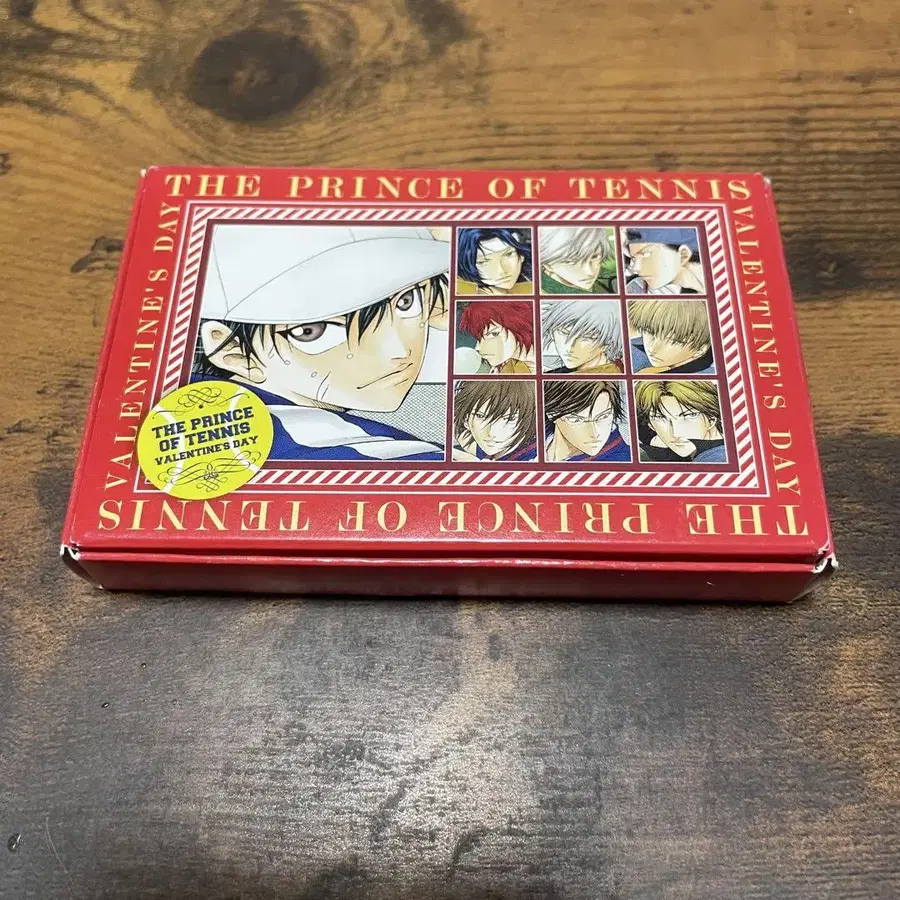 THE PRINCE OF TENNIS
VALENTINE'S DAY
VALENTINE'S DAY
THE PRINCE
OF TENNIS
VALENTINE'S DAY
THE PRINCE OF TENNIS